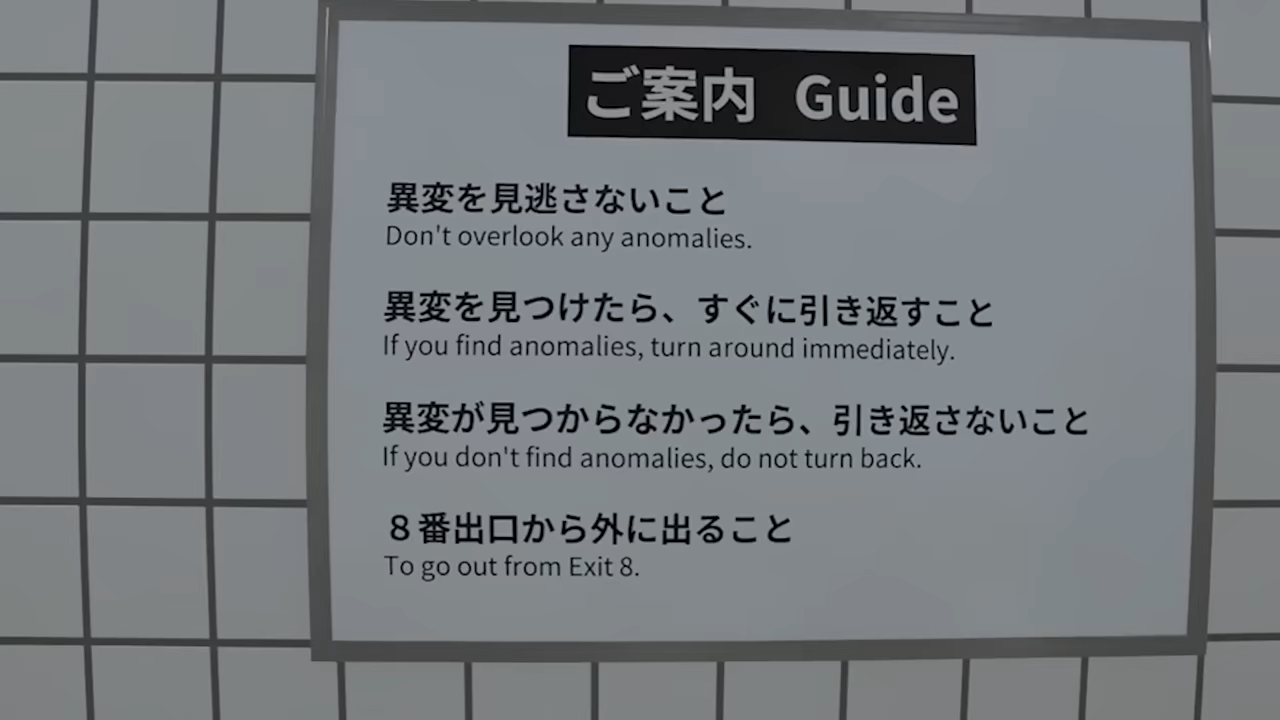 ご案内 Guide
異変を見逃さないこと
Don't overlook any anomalies.
異変を見つけたら、すぐに引き返すこと
If you find anomalies, turn around immediately.
異変が見つからなかったら、引き返さないこと
If you don't find anomalies, do not turn back.
８番出口から外に出ること
To go out from Exit 8.